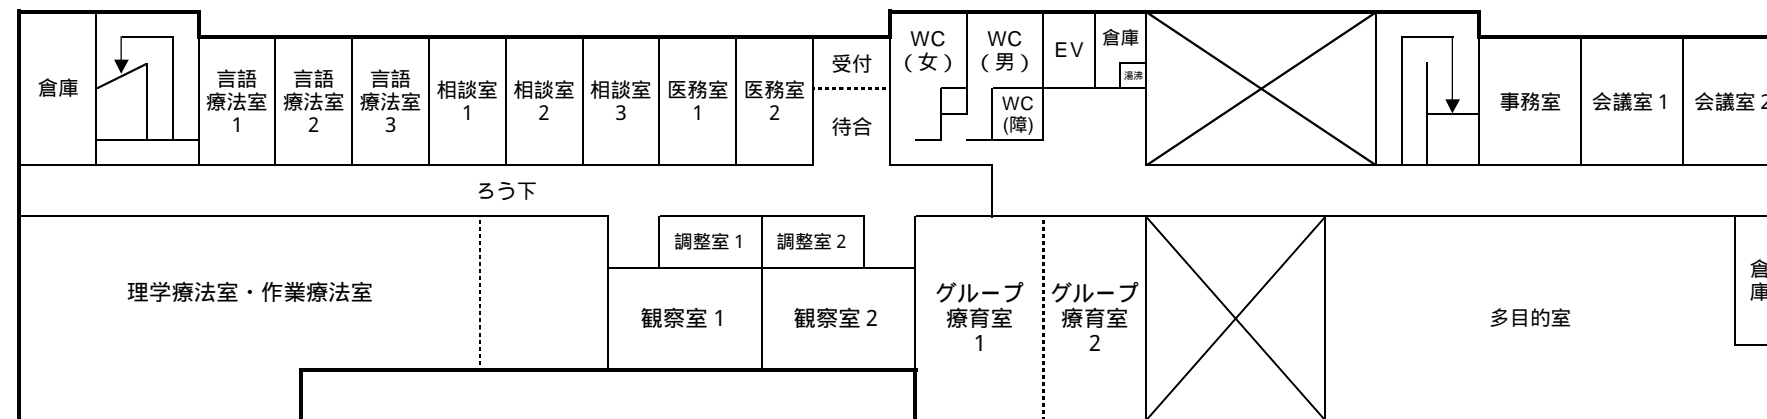 倉庫
言語
療法室
1
言語
療法室
2
言語
療法室
3
相談室
1
相談室
2
相談室
3
医務室
1
医務室
2
受付
待合
WC
(女)
WC
(男)
WC
(障)
EV
倉庫
湯沸
事務室
会議室 1
会議室 2
ろう下
理学療法室・作業療法室
調整室 1
調整室 2
観察室 1
観察室 2
グループ
療育室
1
グループ
療育室
2
多目的室
倉
庫